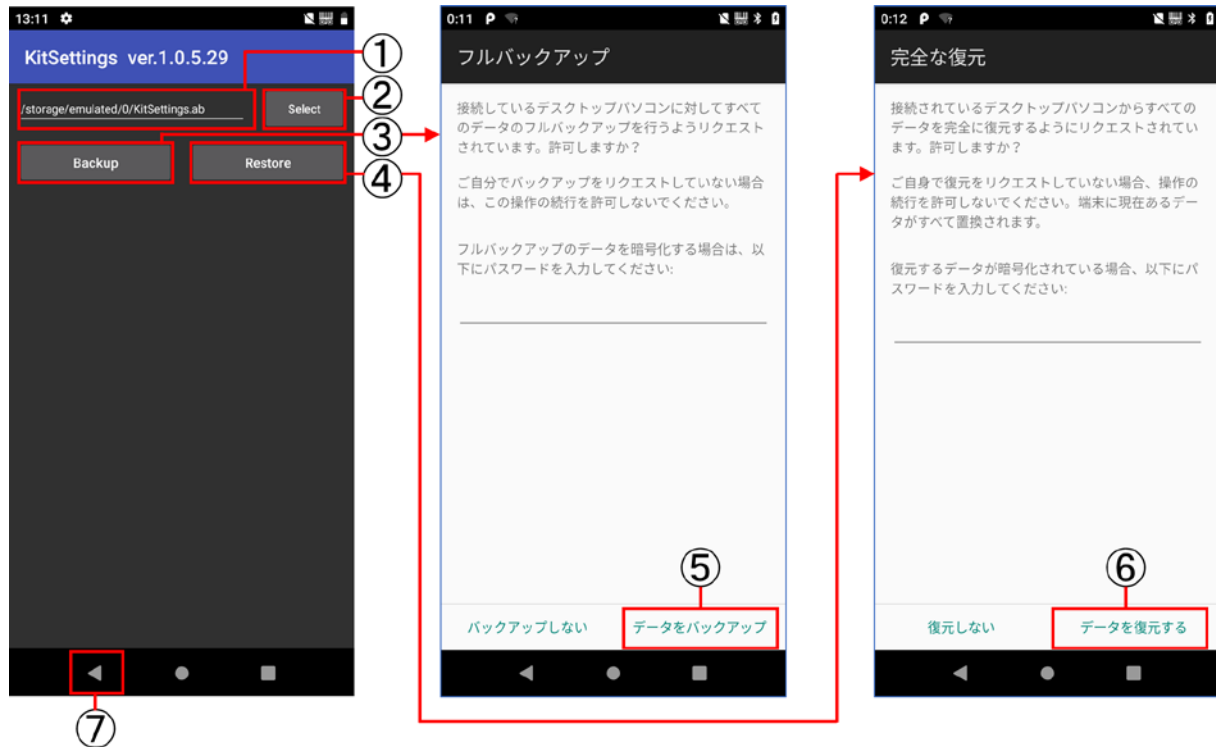 13:11
KitSettings ver.1.0.5.29
①
/storage/emulated/0/KitSettings.ab
Select
②
③
Backup
Restore
④
⑦
0:11
フルバックアップ
接続しているデスクトップパソコンに対してすべて
のデータのフルバックアップを行うようリクエスト
されています。許可しますか？
ご自分でバックアップをリクエストしていない場合
は、この操作の続行を許可しないでください。
フルバックアップのデータを暗号化する場合は、以
下にパスワードを入力してください:
⑤
バックアップしない
データをバックアップ
0:12
完全な復元
接続されているデスクトップパソコンからすべての
データを完全に復元するようにリクエストされてい
ます。許可しますか？
ご自身で復元をリクエストしていない場合、操作の
続行を許可しないでください。端末に現在あるデー
タがすべて置換されます。
復元するデータが暗号化されている場合、以下にパ
スワードを入力してください:
⑥
復元しない
データを復元する